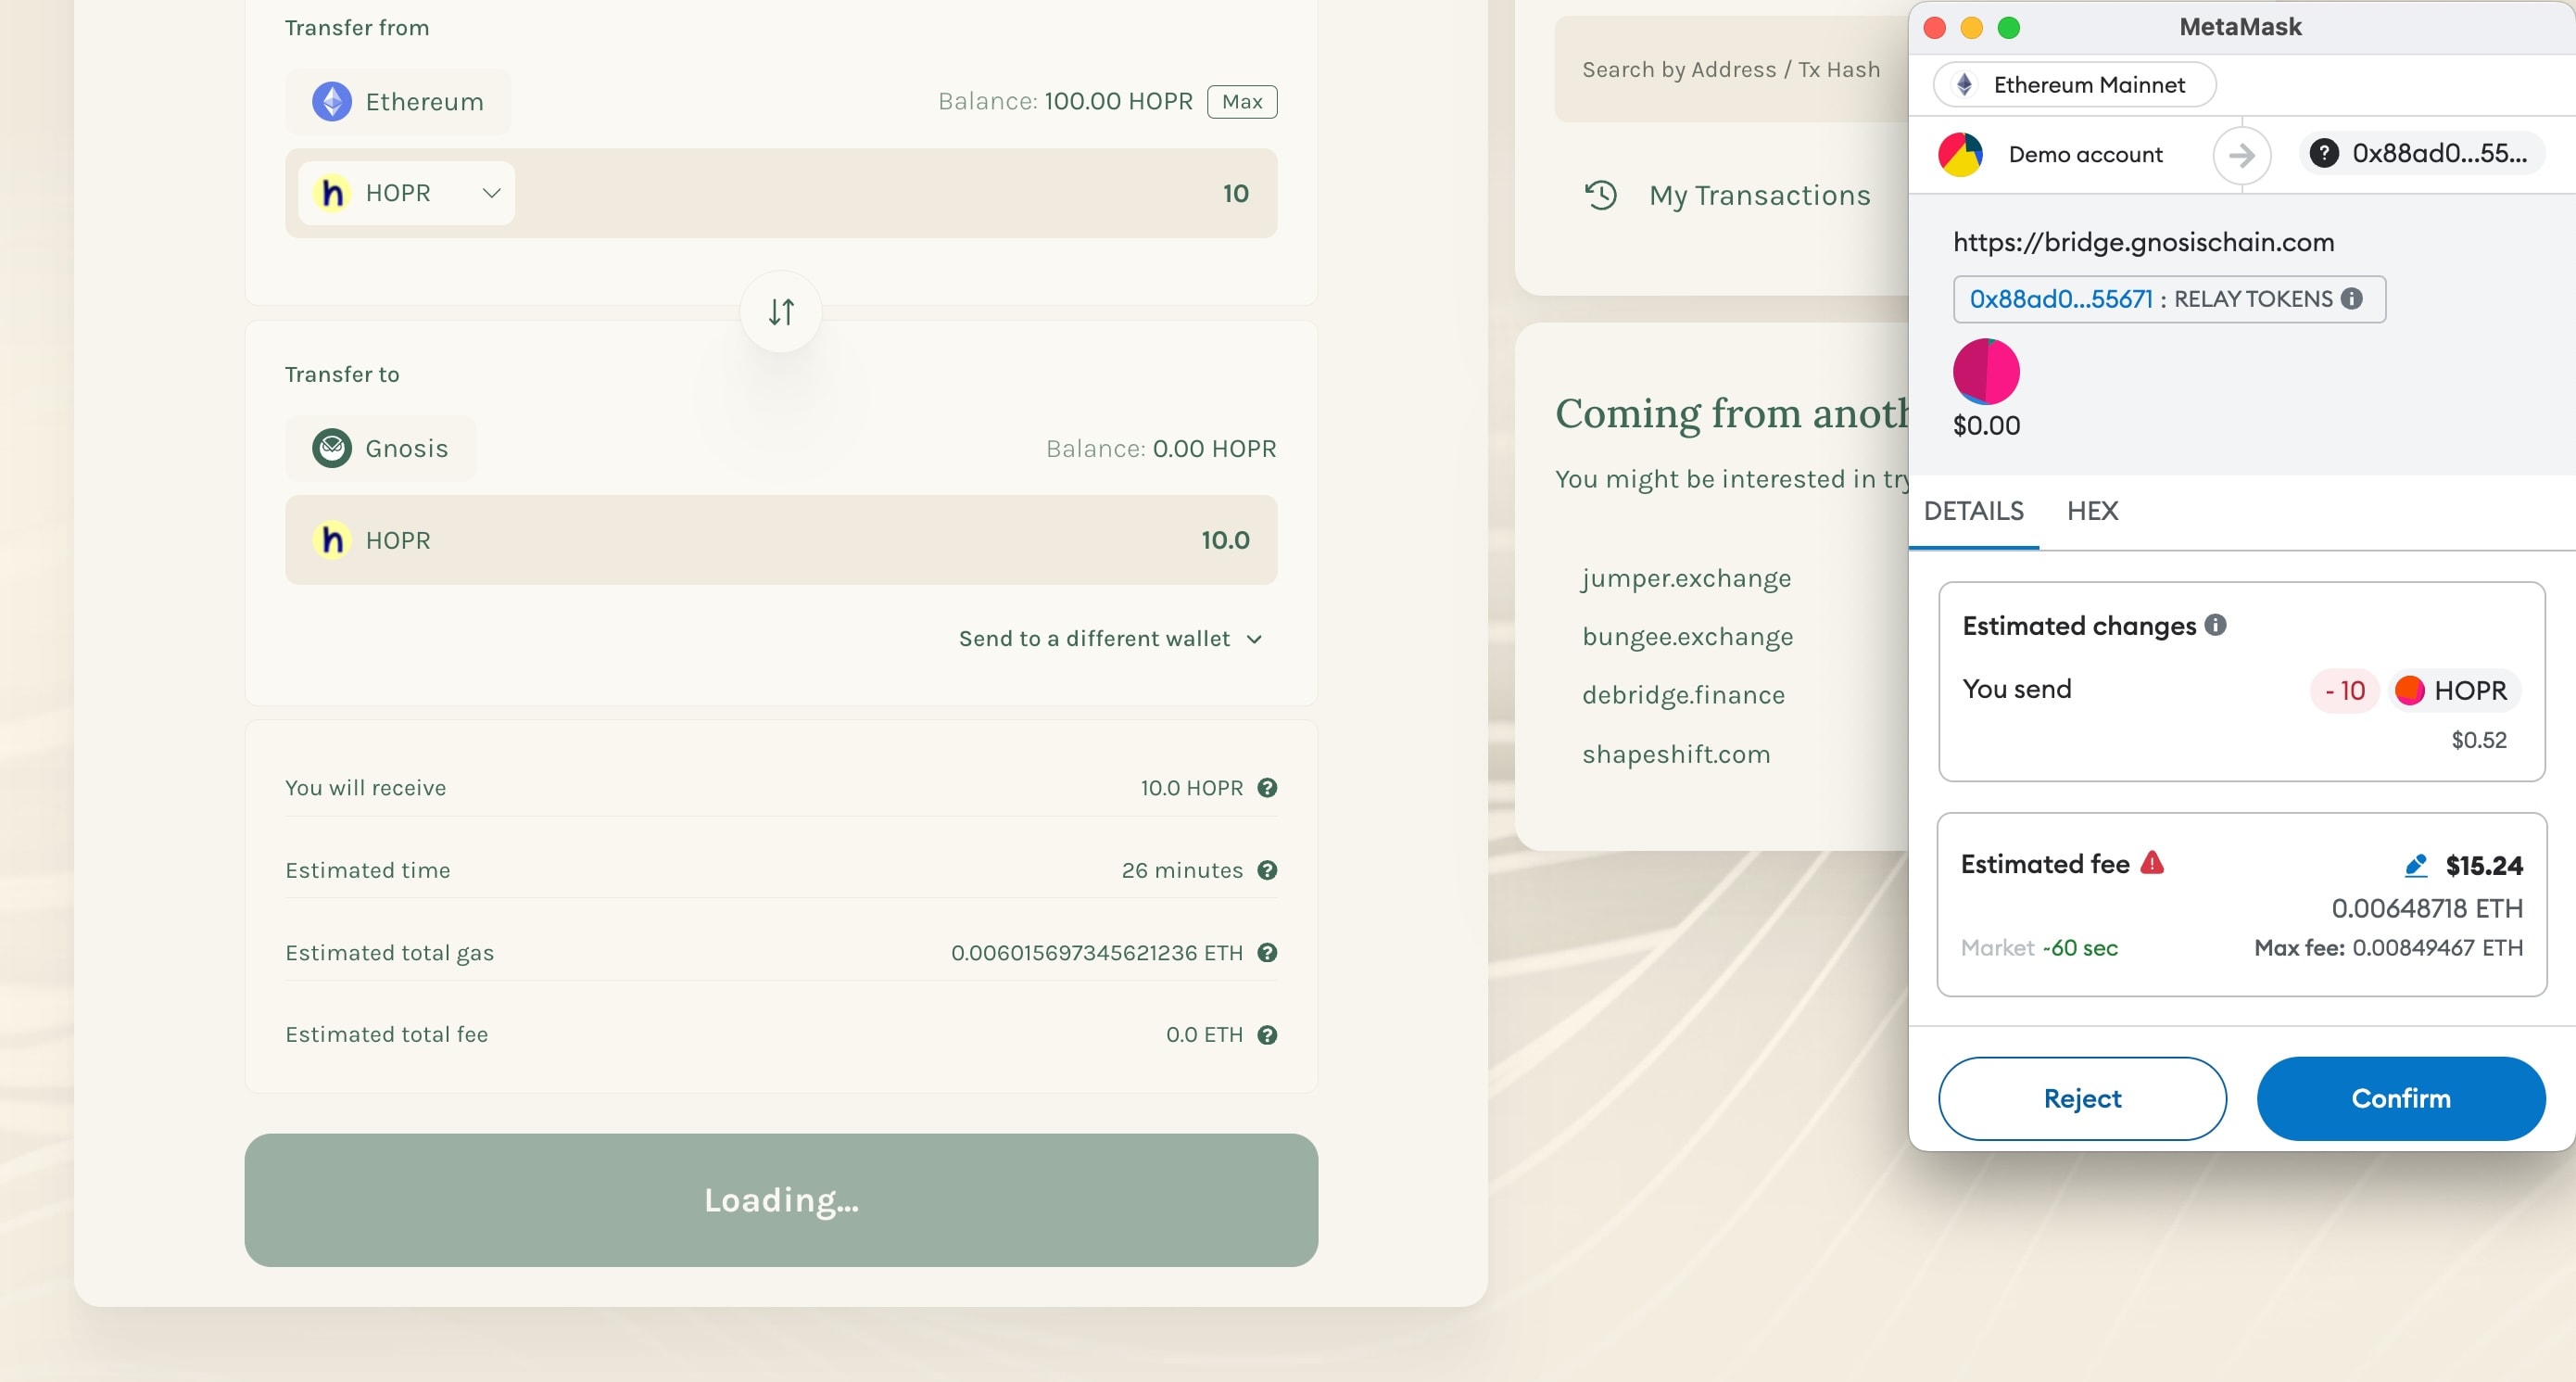 Transfer from
Ethereum
Balance: 100.00 HOPR Max
h HOPR 10
Transfer to
Gnosis
Balance: 0.00 HOPR
h HOPR 10.0
Send to a different wallet
You will receive 10.0 HOPR ?
Estimated time 26 minutes ?
Estimated total gas 0.006015697345621236 ETH ?
Estimated total fee 0.0 ETH ?
Loading...
Search by Address / Tx Hash
My Transactions
Coming from anoth
You might be interested in try
jumper.exchange
bungee.exchange
debridge.finance
shapeshift.com
MetaMask
Ethereum Mainnet
Demo account ? 0x88ad0...55...
https://bridge.gnosischain.com
0x88ad0...55671 : RELAY TOKENS i
$0.00
DETAILS HEX
Estimated changes i
You send - 10 HOPR
$0.52
Estimated fee ! $15.24
0.00648718 ETH
Market ~60 sec Max fee: 0.00849467 ETH
Reject Confirm